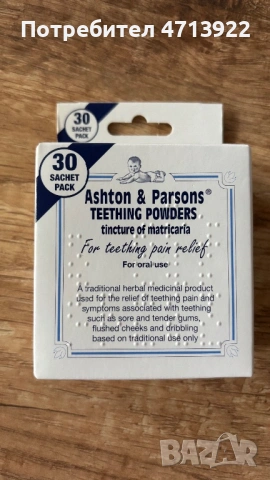 Потребител 4713922
30
SACHET
PACK
30
SACHET
PACK
Ashton & Parsons®
TEETHING POWDERS
tincture of matricaria
For teething pain relief
For oral use
A traditional herbal medicinal product
used for the relief of teething pain and
symptoms associated with teething
such as sore and tender gums,
flushed cheeks and dribbling
based on traditional use only
BAZAR